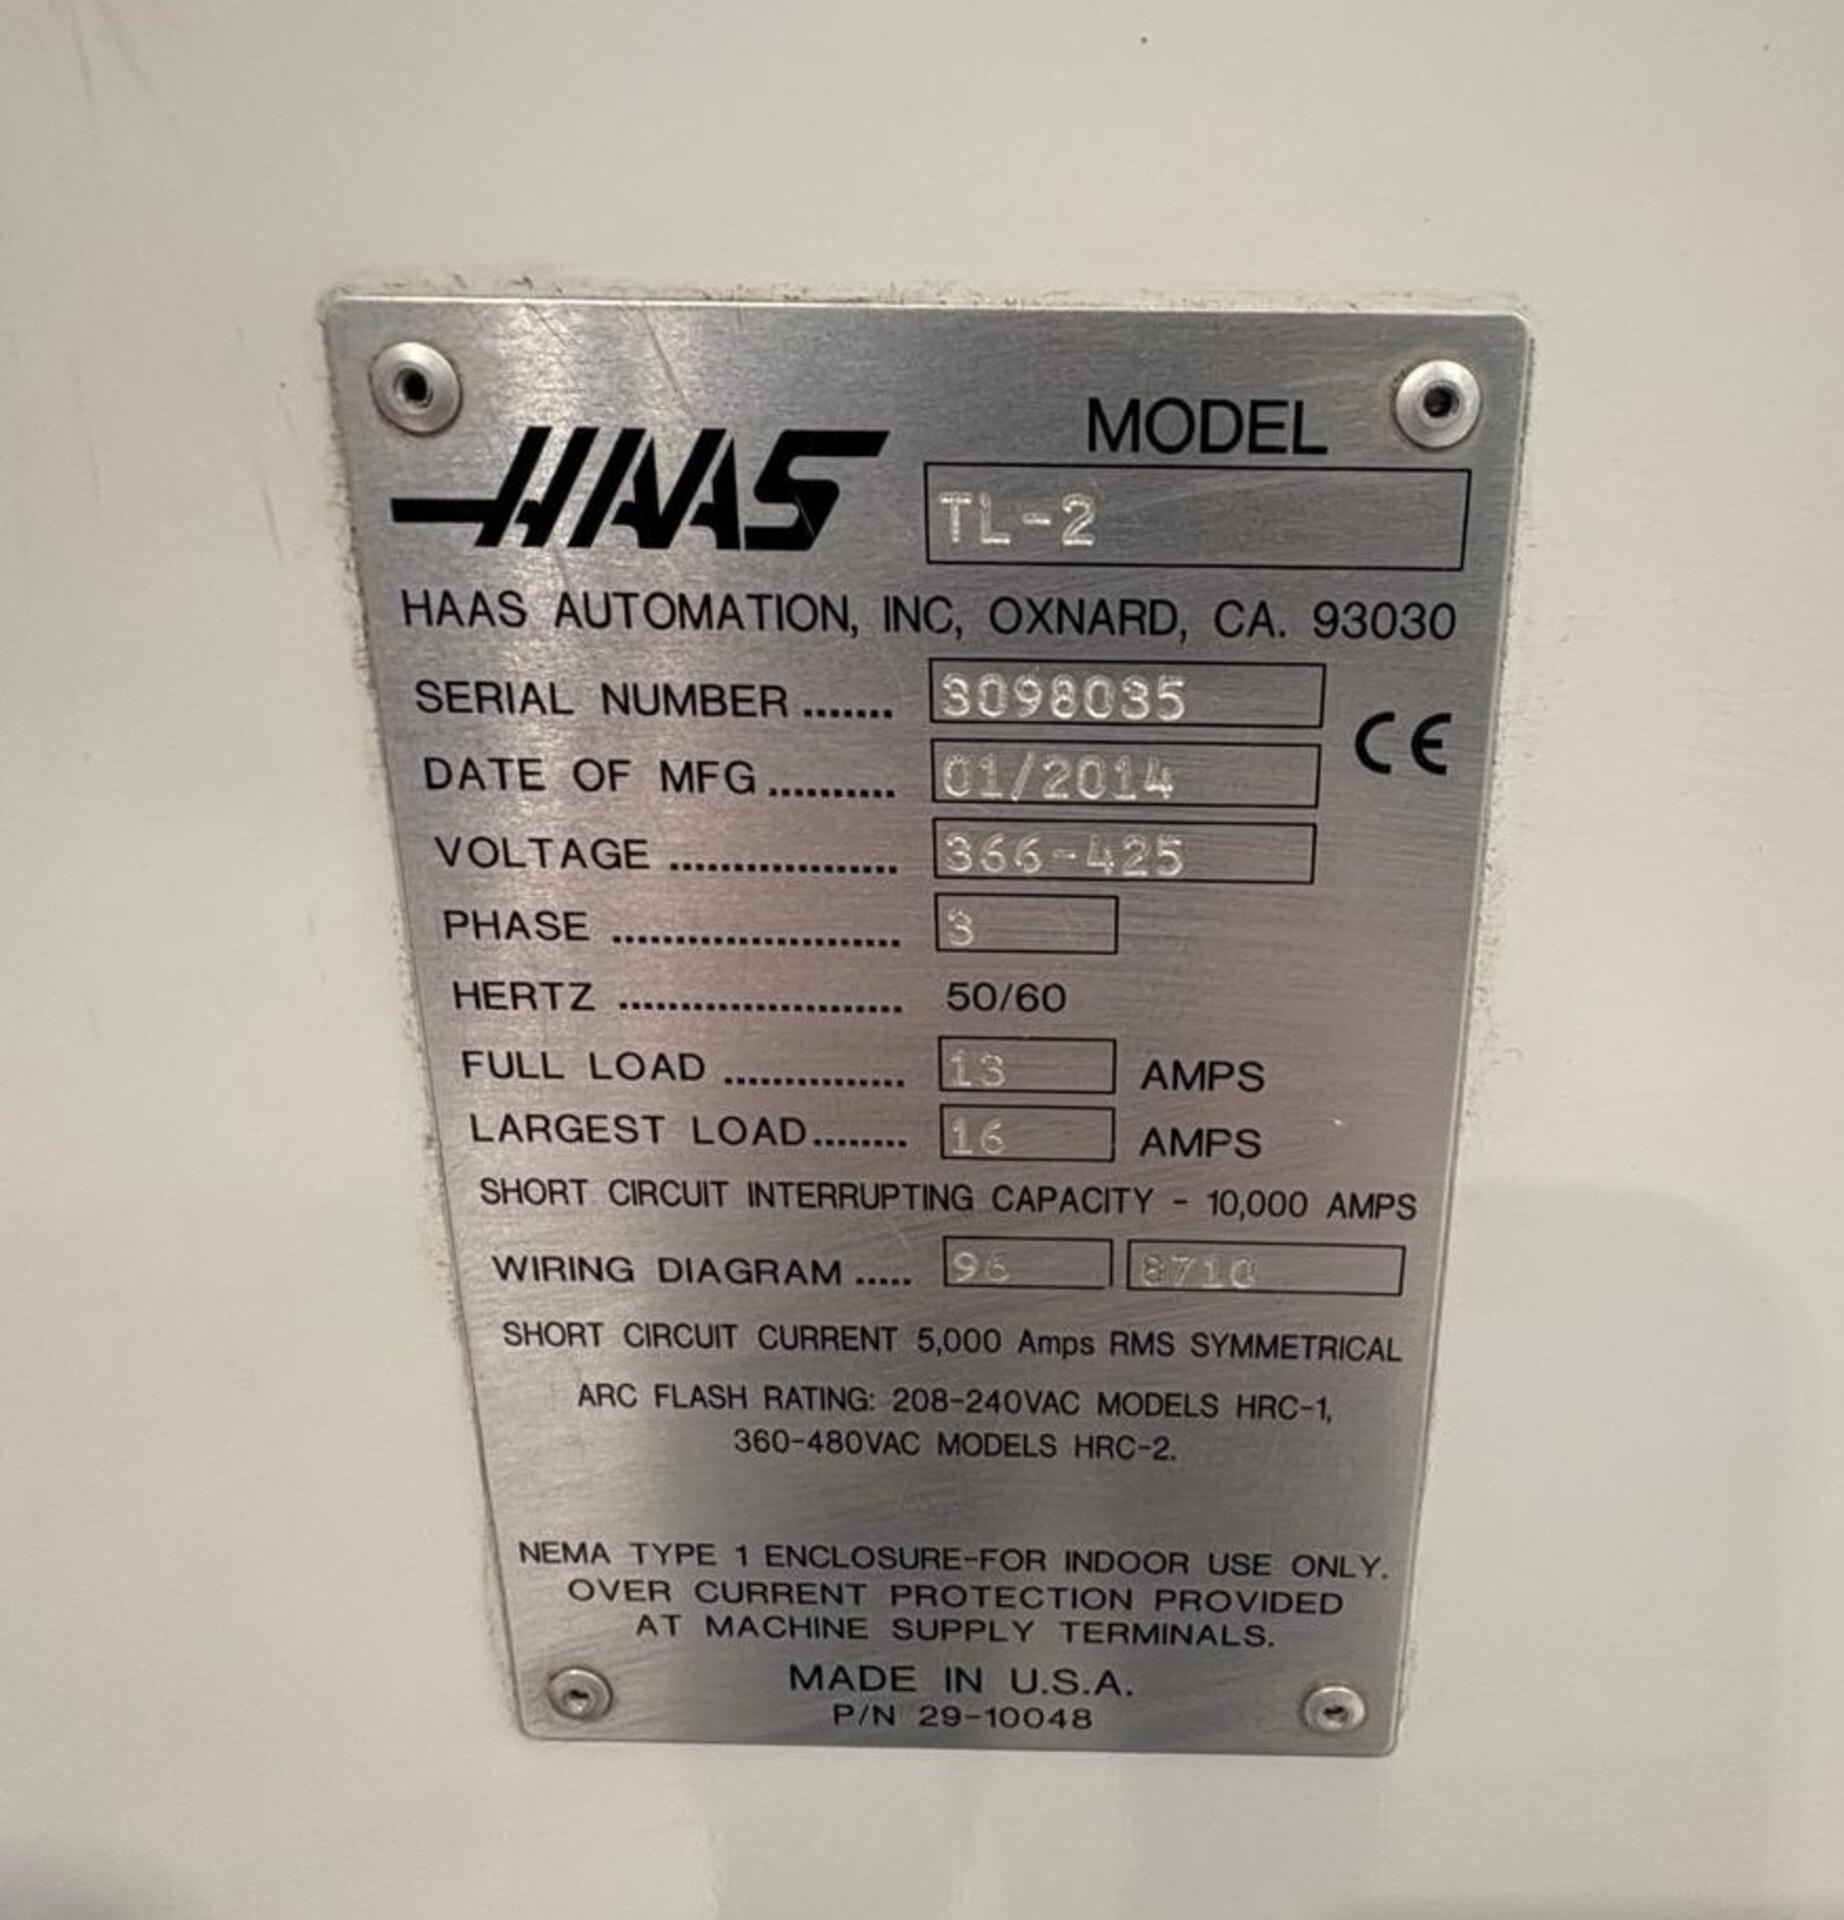 MODEL
HAAS TL-2
HAAS AUTOMATION, INC, OXNARD, CA. 93030
SERIAL NUMBER ....... 3098035
CE
DATE OF MFG .......... 01/2014
VOLTAGE .................. 366-425
PHASE ....................... 3
HERTZ ....................... 50/60
FULL LOAD ............... 13 AMPS
LARGEST LOAD........ 16 AMPS
SHORT CIRCUIT INTERRUPTING CAPACITY - 10,000 AMPS
WIRING DIAGRAM ..... 96
SHORT CIRCUIT CURRENT 5,000 Amps RMS SYMMETRICAL
ARC FLASH RATING: 208-240VAC MODELS HRC-1,
360-480VAC MODELS HRC-2.
NEMA TYPE 1 ENCLOSURE-FOR INDOOR USE ONLY.
OVER CURRENT PROTECTION PROVIDED
AT MACHINE SUPPLY TERMINALS.
MADE IN U.S.A.
P/N 29-10048